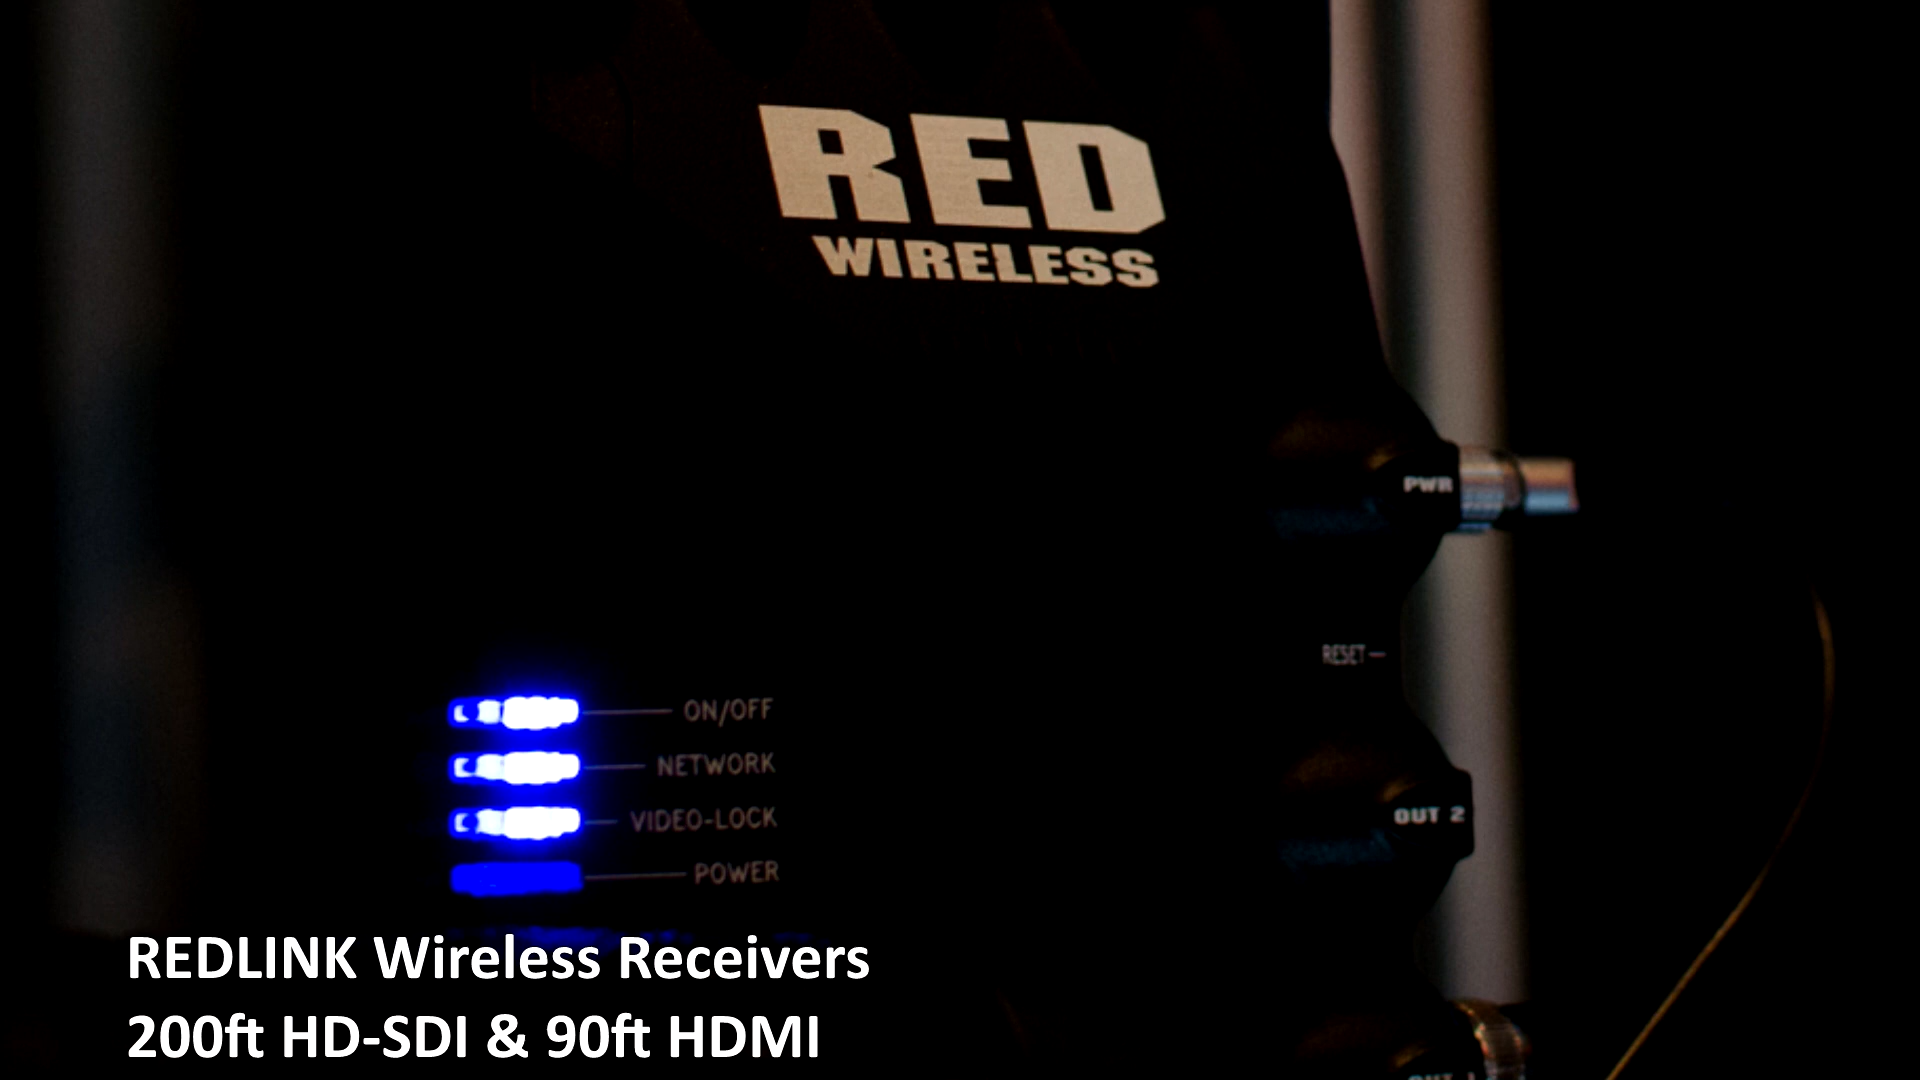 RED
WIRELESS
PWR
RESET
ON/OFF
NETWORK
VIDEO-LOCK
OUT 2
POWER
REDLINK Wireless Receivers
200ft HD-SDI & 90ft HDMI